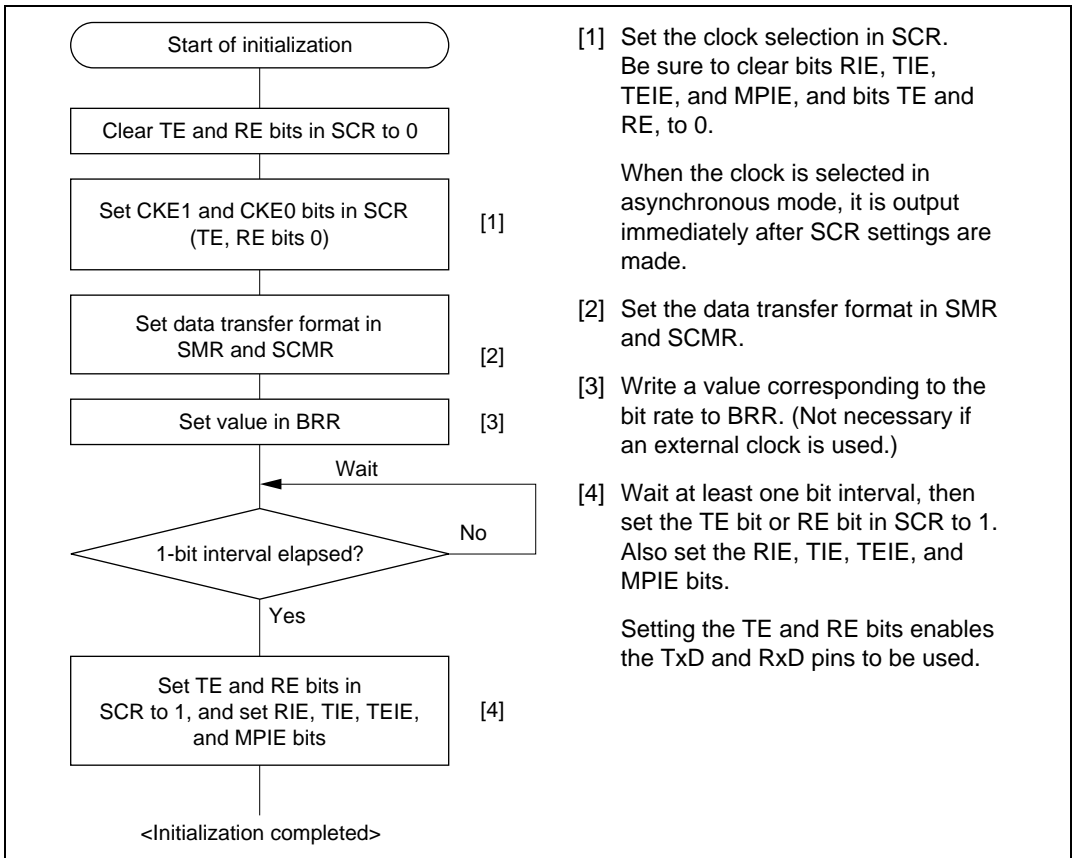 Start of initialization
Clear TE and RE bits in SCR to 0
Set CKE1 and CKE0 bits in SCR
(TE, RE bits 0)
[1]
Set data transfer format in
SMR and SCMR
[2]
Set value in BRR
[3]
Wait
No
1-bit interval elapsed?
Yes
Set TE and RE bits in
SCR to 1, and set RIE, TIE, TEIE,
and MPIE bits
[4]
<Initialization completed>
[1] Set the clock selection in SCR.
Be sure to clear bits RIE, TIE,
TEIE, and MPIE, and bits TE and
RE, to 0.
When the clock is selected in
asynchronous mode, it is output
immediately after SCR settings are
made.
[2] Set the data transfer format in SMR
and SCMR.
[3] Write a value corresponding to the
bit rate to BRR. (Not necessary if
an external clock is used.)
[4] Wait at least one bit interval, then
set the TE bit or RE bit in SCR to 1.
Also set the RIE, TIE, TEIE, and
MPIE bits.
Setting the TE and RE bits enables
the TxD and RxD pins to be used.